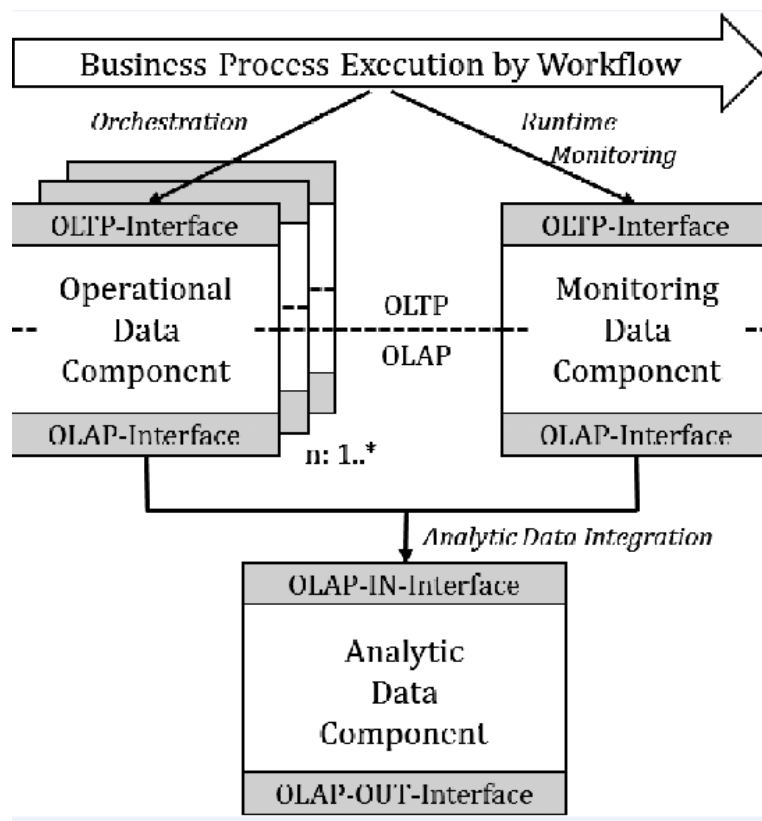 Business Process Execution by Workflow
Orchestration
Runtime
Monitoring
OLTP-Interface
OLTP-Interface
Operational
Data
Component
OLTP
OLAP
Monitoring
Data
Component
OLAP-Interface
OLAP-Interface
n: 1..*
Analytic Data Integration
OLAP-IN-Interface
Analytic
Data
Component
OLAP-OUT-Interface